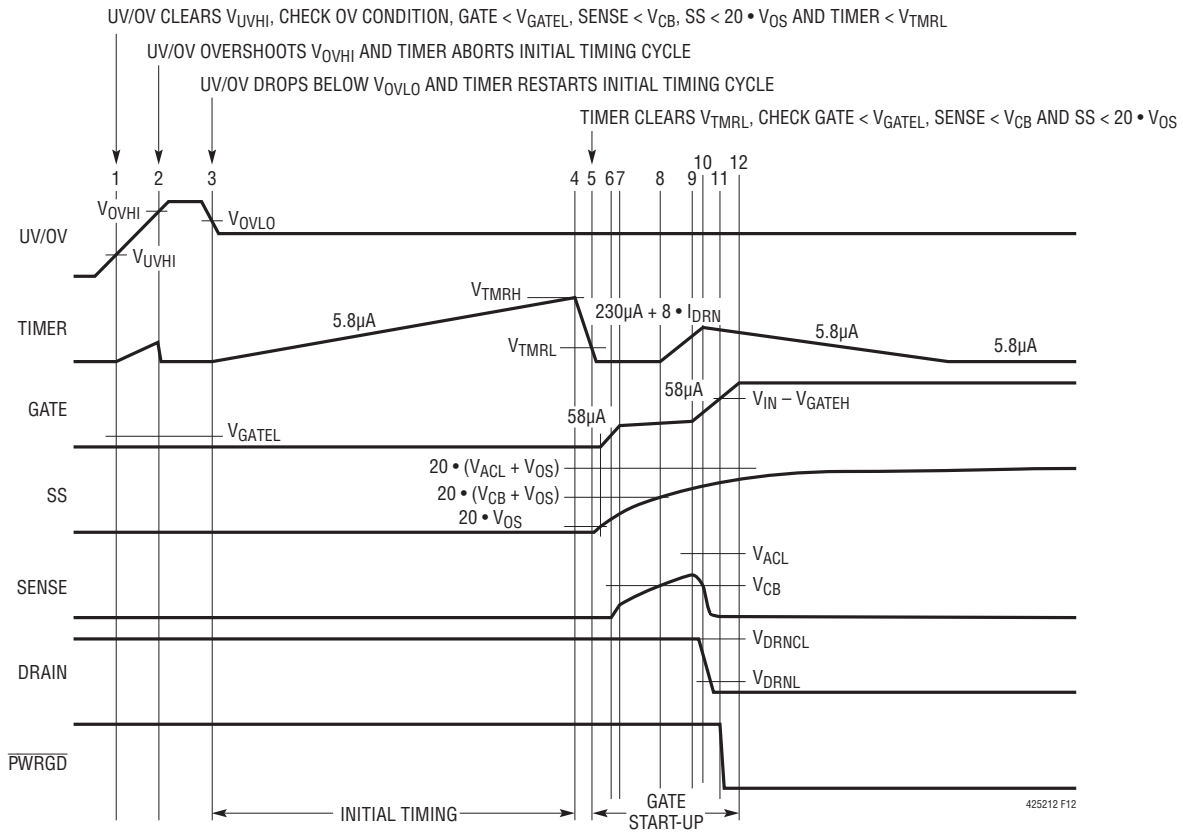 UV/OV CLEARS VUVHI, CHECK OV CONDITION, GATE < VGATEL, SENSE < VCB, SS < 20 • VOS AND TIMER < VTMRL
UV/OV OVERSHOOTS VOVHI AND TIMER ABORTS INITIAL TIMING CYCLE
UV/OV DROPS BELOW VOVLO AND TIMER RESTARTS INITIAL TIMING CYCLE
TIMER CLEARS VTMRL, CHECK GATE < VGATEL, SENSE < VCB AND SS < 20 • VOS
1 2 3 4 5 6 7 8 9 10 11 12
UV/OV
VOVHI
VOVLO
VUVHI
TIMER
VTMRH
5.8µA
VTMRL
230µA + 8 • IDRN
5.8µA
5.8µA
GATE
VGATEL
58µA
58µA
VIN – VGATEH
SS
20 • (VACL + VOS)
20 • (VCB + VOS)
20 • VOS
SENSE
VACL
VCB
DRAIN
VDRNCL
VDRNL
PWRGD
INITIAL TIMING
GATE
START-UP
425212 F12